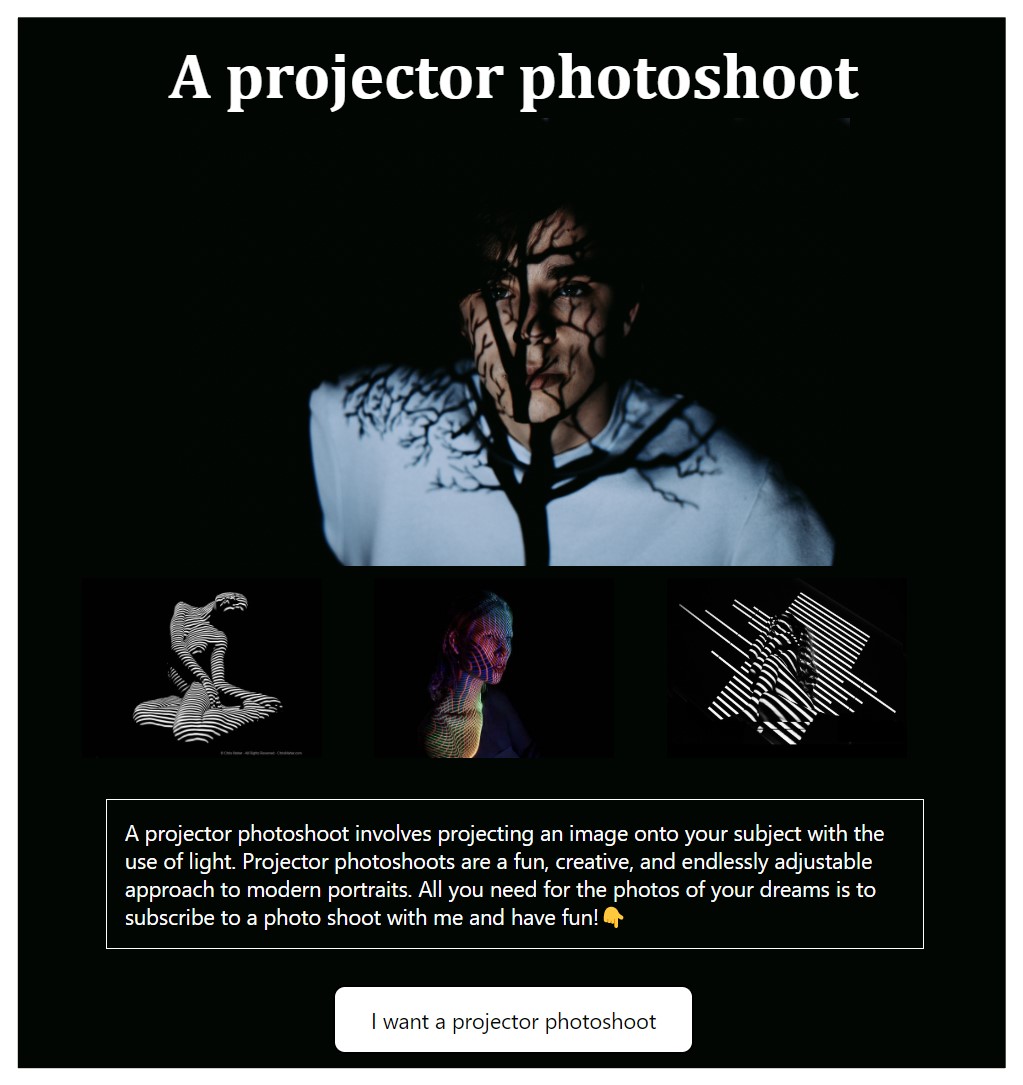 A projector photoshoot
A projector photoshoot involves projecting an image onto your subject with the
use of light. Projector photoshoots are a fun, creative, and endlessly adjustable
approach to modern portraits. All you need for the photos of your dreams is to
subscribe to a photo shoot with me and have fun!👇
I want a projector photoshoot